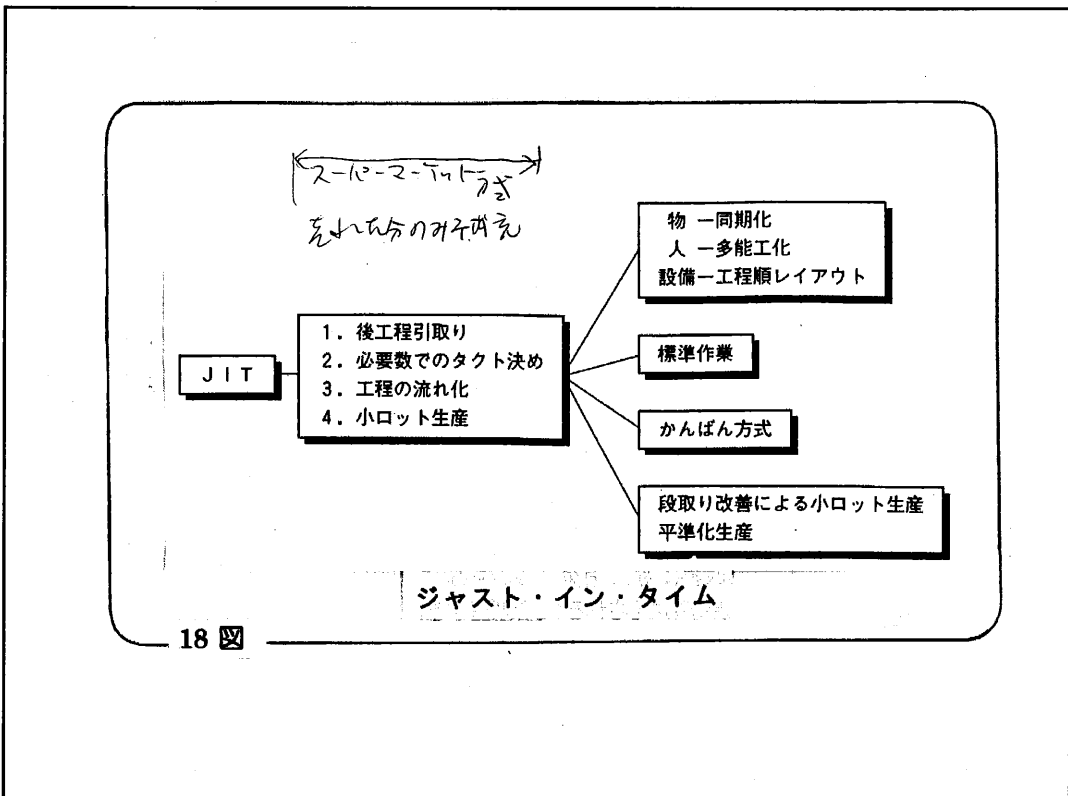 スーパーマーケット方式
売れた分のみ
物 ー同期化
人 ー多能工化
設備ー工程順レイアウト
1．後工程引取り
2．必要数でのタクト決め
3．工程の流れ化
4．小ロット生産
JIT
標準作業
かんばん方式
段取り改善による小ロット生産
平準化生産
ジャスト・イン・タイム
18 図